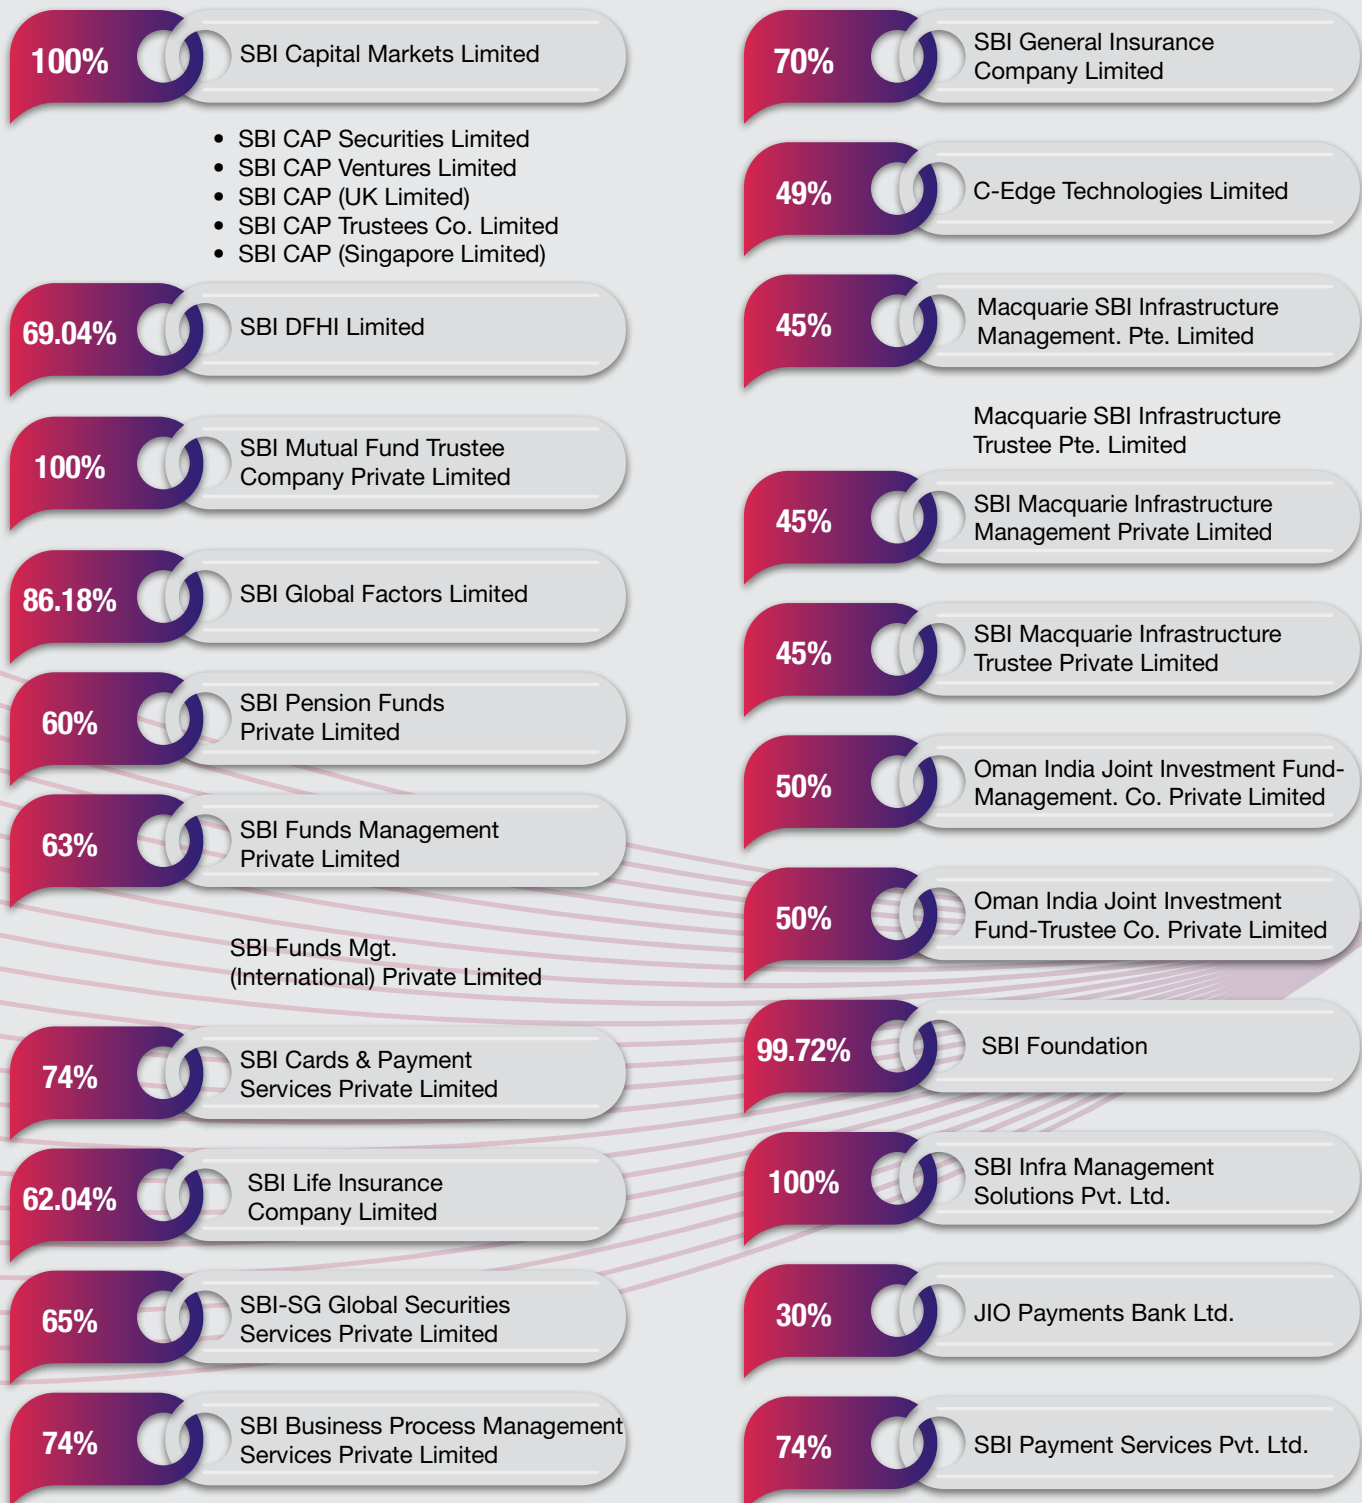 100%
SBI Capital Markets Limited
• SBI CAP Securities Limited
• SBI CAP Ventures Limited
• SBI CAP (UK Limited)
• SBI CAP Trustees Co. Limited
• SBI CAP (Singapore Limited)
69.04%
SBI DFHI Limited
100%
SBI Mutual Fund Trustee
Company Private Limited
86.18%
SBI Global Factors Limited
60%
SBI Pension Funds
Private Limited
63%
SBI Funds Management
Private Limited
SBI Funds Mgt.
(International) Private Limited
74%
SBI Cards & Payment
Services Private Limited
62.04%
SBI Life Insurance
Company Limited
65%
SBI-SG Global Securities
Services Private Limited
74%
SBI Business Process Management
Services Private Limited
70%
SBI General Insurance
Company Limited
49%
C-Edge Technologies Limited
45%
Macquarie SBI Infrastructure
Management. Pte. Limited
Macquarie SBI Infrastructure
Trustee Pte. Limited
45%
SBI Macquarie Infrastructure
Management Private Limited
45%
SBI Macquarie Infrastructure
Trustee Private Limited
50%
Oman India Joint Investment Fund-
Management. Co. Private Limited
50%
Oman India Joint Investment
Fund-Trustee Co. Private Limited
99.72%
SBI Foundation
100%
SBI Infra Management
Solutions Pvt. Ltd.
30%
JIO Payments Bank Ltd.
74%
SBI Payment Services Pvt. Ltd.